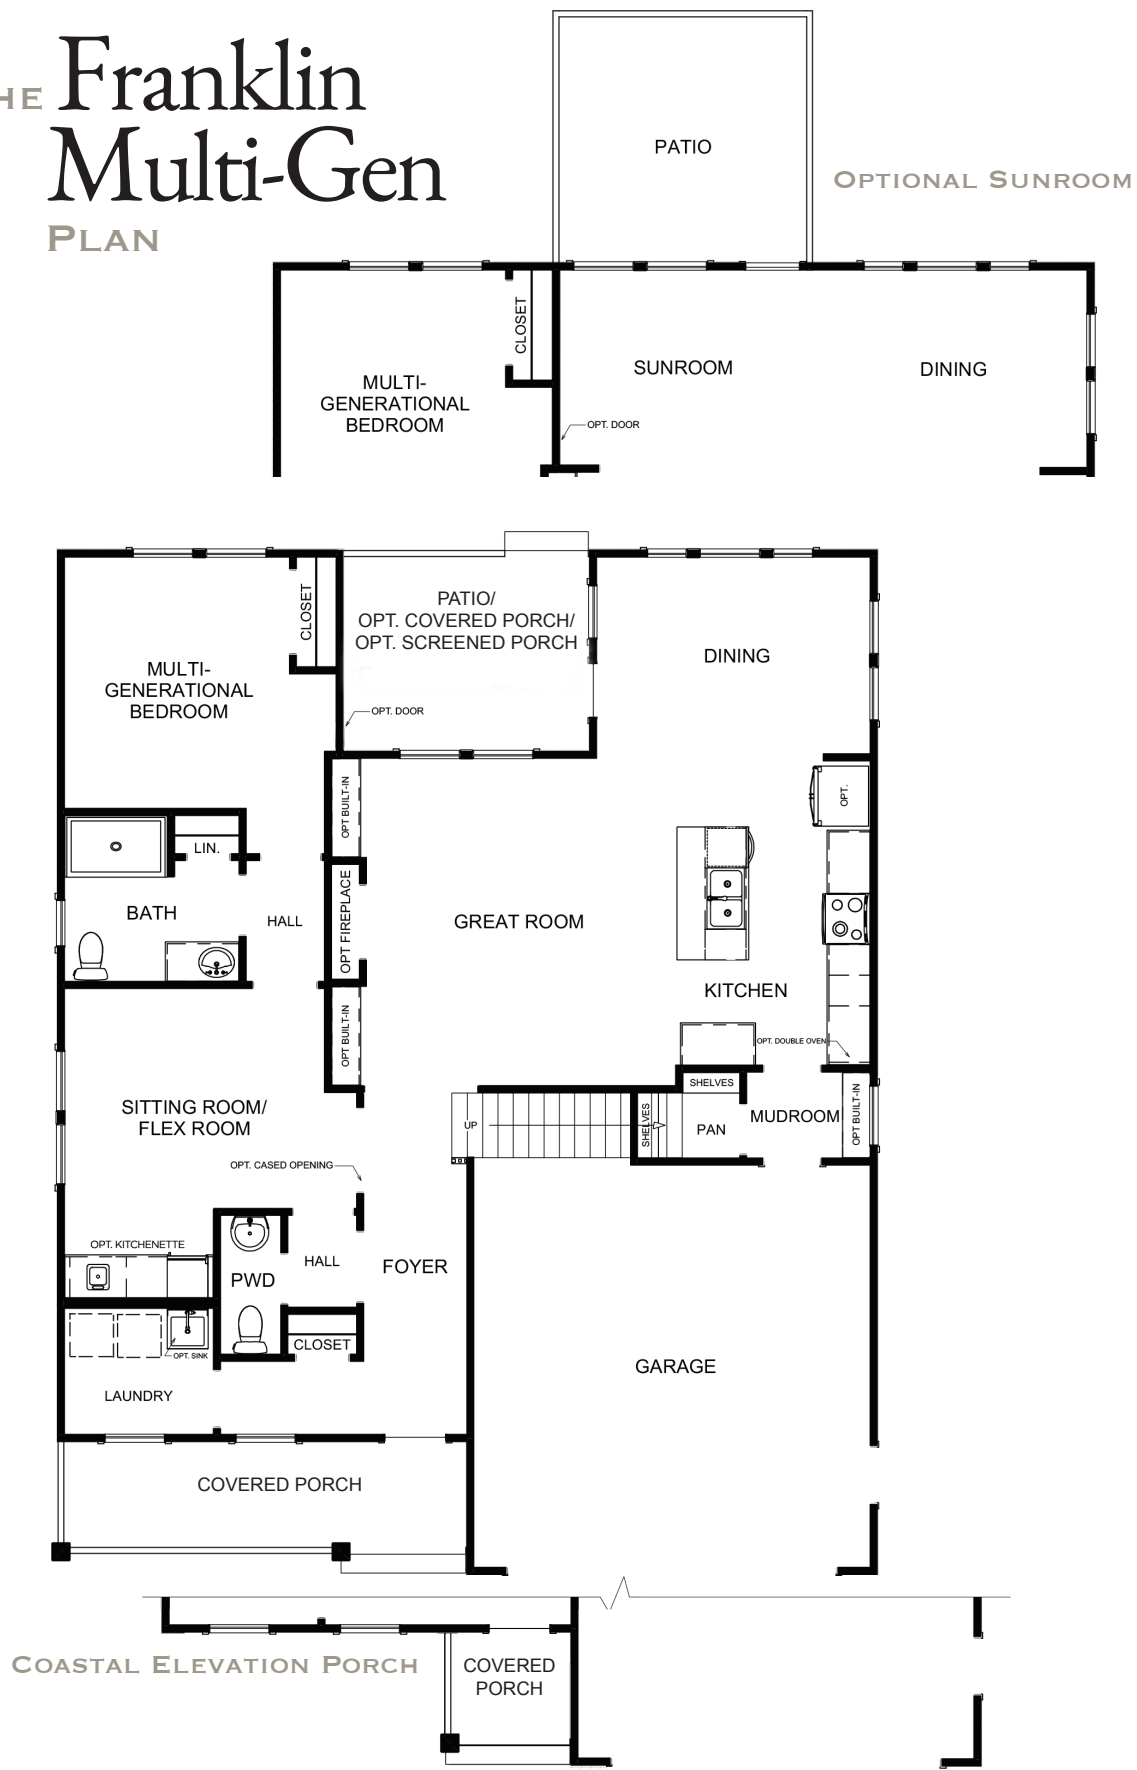 HE Franklin
Multi-Gen
PLAN
PATIO
OPTIONAL SUNROOM
CLOSET
MULTI-
GENERATIONAL
BEDROOM
SUNROOM
DINING
OPT. DOOR
PATIO/
OPT. COVERED PORCH/
OPT. SCREENED PORCH
CLOSET
DINING
MULTI-
GENERATIONAL
BEDROOM
OPT. DOOR
OPT BUILT-IN
OPT.
LIN.
BATH
HALL
OPT FIREPLACE
GREAT ROOM
KITCHEN
OPT BUILT-IN
OPT. DOUBLE OVEN
SHELVES
SITTING ROOM/
FLEX ROOM
UP
SHELVES
PAN
MUDROOM
OPT BUILT-IN
OPT. CASED OPENING
OPT. KITCHENETTE
PWD
HALL
FOYER
OPT. SINK
CLOSET
GARAGE
LAUNDRY
COVERED PORCH
COASTAL ELEVATION PORCH
COVERED
PORCH